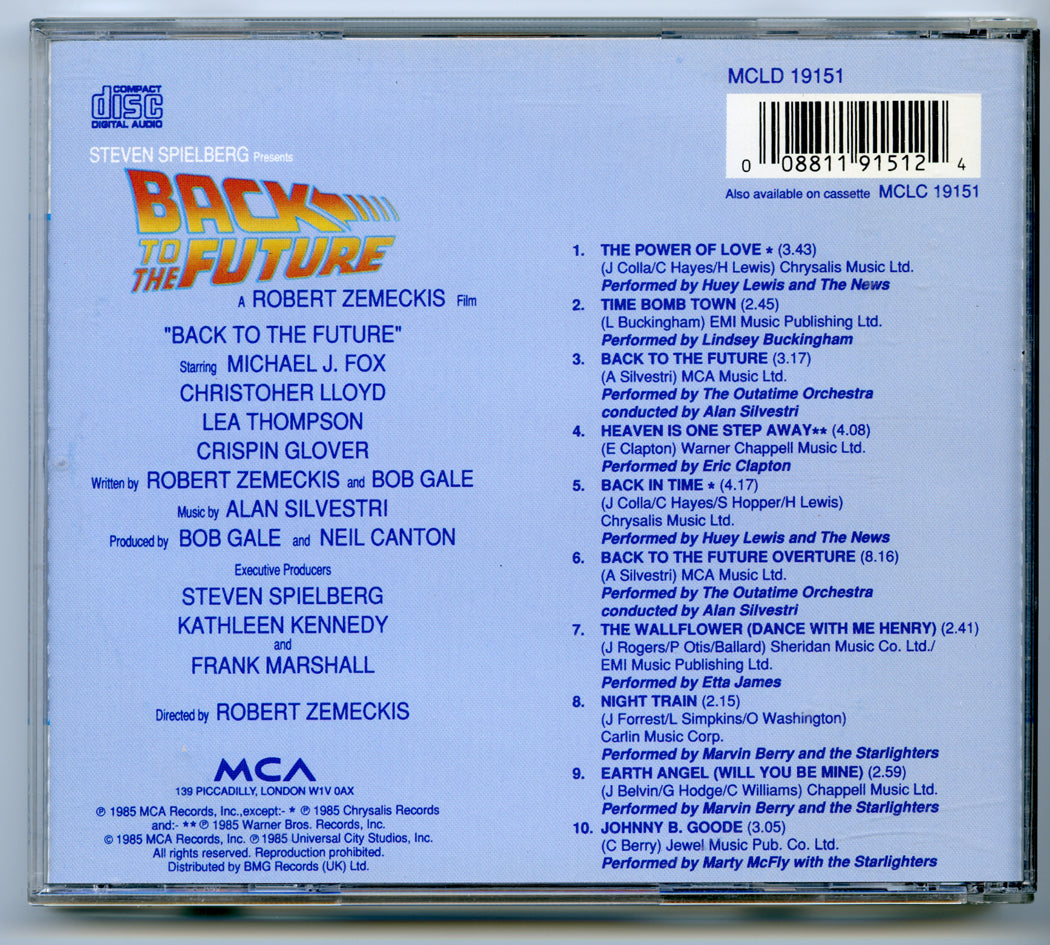 COMPACT
disc
DIGITAL AUDIO
STEVEN SPIELBERG Presents
BACK
TO
THE FUTURE
A ROBERT ZEMECKIS Film
"BACK TO THE FUTURE"
Starring MICHAEL J. FOX
CHRISTOHER LLOYD
LEA THOMPSON
CRISPIN GLOVER
Written by ROBERT ZEMECKIS and BOB GALE
Music by ALAN SILVESTRI
Produced by BOB GALE and NEIL CANTON
Executive Producers
STEVEN SPIELBERG
KATHLEEN KENNEDY
and
FRANK MARSHALL
Directed by ROBERT ZEMECKIS
MCA
139 PICCADILLY, LONDON W1V 0AX
℗ 1985 MCA Records, Inc.,except:- * ℗ 1985 Chrysalis Records
and:- ** ℗ 1985 Warner Bros. Records, Inc.
© 1985 MCA Records, Inc. ℗ 1985 Universal City Studios, Inc.
All rights reserved. Reproduction prohibited.
Distributed by BMG Records (UK) Ltd.
MCLD 19151
0 08811 91512 4
Also available on cassette MCLC 19151
1. THE POWER OF LOVE * (3.43)
(J Colla/C Hayes/H Lewis) Chrysalis Music Ltd.
Performed by Huey Lewis and The News
2. TIME BOMB TOWN (2.45)
(L Buckingham) EMI Music Publishing Ltd.
Performed by Lindsey Buckingham
3. BACK TO THE FUTURE (3.17)
(A Silvestri) MCA Music Ltd.
Performed by The Outatime Orchestra
conducted by Alan Silvestri
4. HEAVEN IS ONE STEP AWAY** (4.08)
(E Clapton) Warner Chappell Music Ltd.
Performed by Eric Clapton
5. BACK IN TIME * (4.17)
(J Colla/C Hayes/S Hopper/H Lewis)
Chrysalis Music Ltd.
Performed by Huey Lewis and The News
6. BACK TO THE FUTURE OVERTURE (8.16)
(A Silvestri) MCA Music Ltd.
Performed by The Outatime Orchestra
conducted by Alan Silvestri
7. THE WALLFLOWER (DANCE WITH ME HENRY) (2.41)
(J Rogers/P Otis/Ballard) Sheridan Music Co. Ltd./
EMI Music Publishing Ltd.
Performed by Etta James
8. NIGHT TRAIN (2.15)
(J Forrest/L Simpkins/O Washington)
Carlin Music Corp.
Performed by Marvin Berry and the Starlighters
9. EARTH ANGEL (WILL YOU BE MINE) (2.59)
(J Belvin/G Hodge/C Williams) Chappell Music Ltd.
Performed by Marvin Berry and the Starlighters
10. JOHNNY B. GOODE (3.05)
(C Berry) Jewel Music Pub. Co. Ltd.
Performed by Marty McFly with the Starlighters